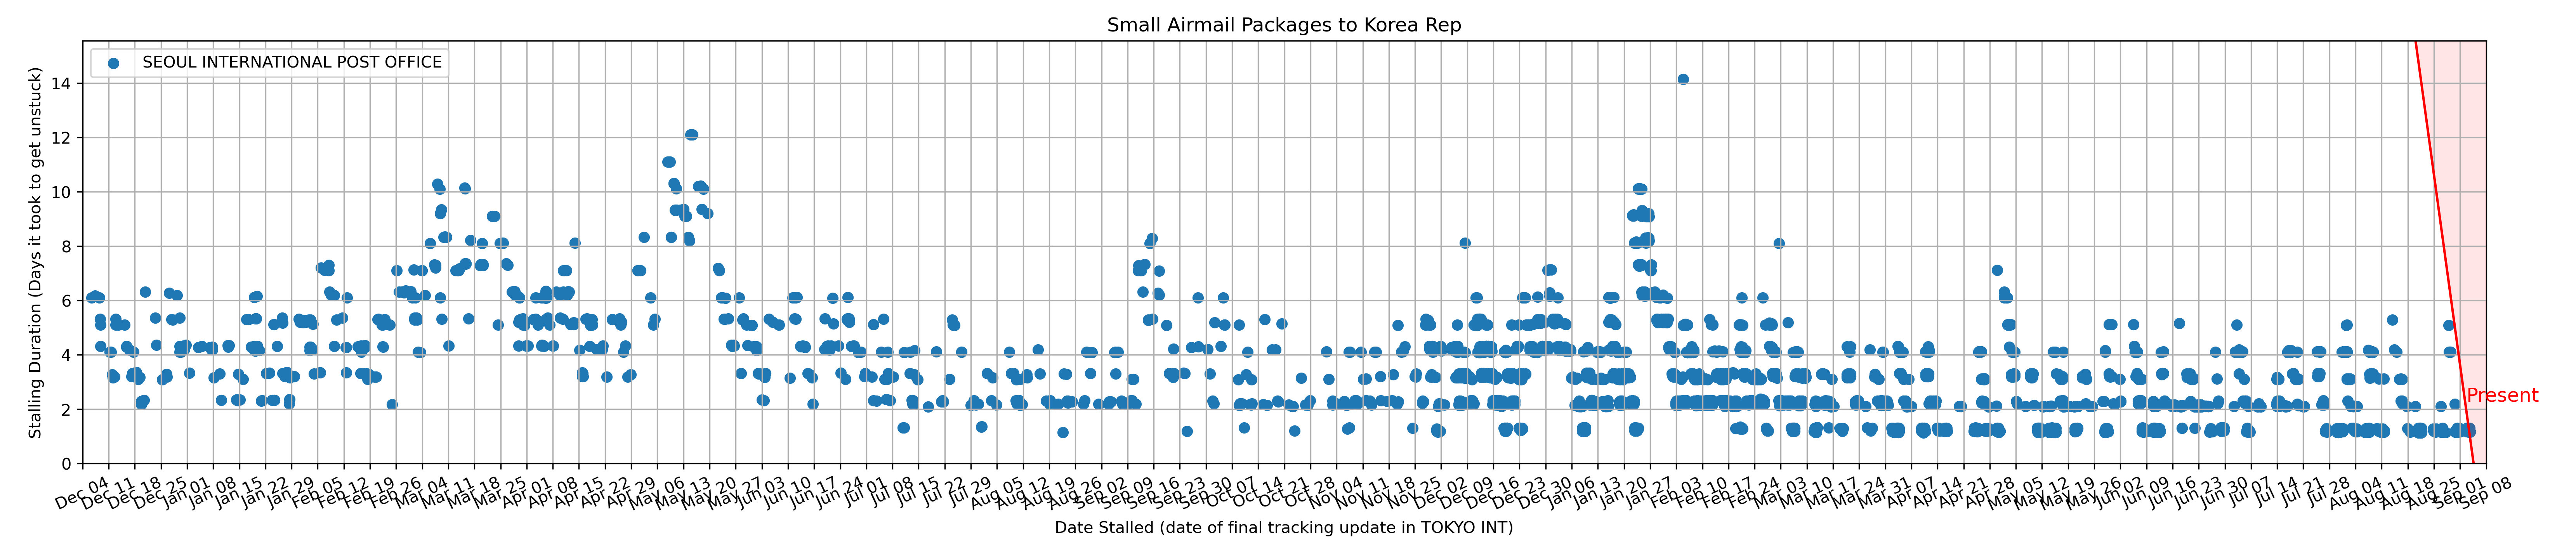 Small Airmail Packages to Korea Rep
SEOUL INTERNATIONAL POST OFFICE
Stalling Duration (Days it took to get unstuck)
14
12
10
8
6
4
2
0
Present
Dec 04 Dec 11 Dec 18 Dec 25 Jan 01 Jan 08 Jan 15 Jan 22 Jan 29 Feb 05 Feb 12 Feb 19 Feb 26 Mar 04 Mar 11 Mar 18 Mar 25 Apr 01 Apr 08 Apr 15 Apr 22 Apr 29 May 06 May 13 May 20 May 27 Jun 03 Jun 10 Jun 17 Jun 24 Jul 01 Jul 08 Jul 15 Jul 22 Jul 29 Aug 05 Aug 12 Aug 19 Aug 26 Sep 02 Sep 09 Sep 16 Sep 23 Sep 30 Oct 07 Oct 14 Oct 21 Oct 28 Nov 04 Nov 11 Nov 18 Nov 25 Dec 02 Dec 09 Dec 16 Dec 23 Dec 30 Jan 06 Jan 13 Jan 20 Jan 27 Feb 03 Feb 10 Feb 17 Feb 24 Mar 03 Mar 10 Mar 17 Mar 24 Mar 31 Apr 07 Apr 14 Apr 21 Apr 28 May 05 May 12 May 19 May 26 Jun 02 Jun 09 Jun 16 Jun 23 Jun 30 Jul 07 Jul 14 Jul 21 Jul 28 Aug 04 Aug 11 Aug 18 Aug 25 Sep 01 Sep 08
Date Stalled (date of final tracking update in TOKYO INT)